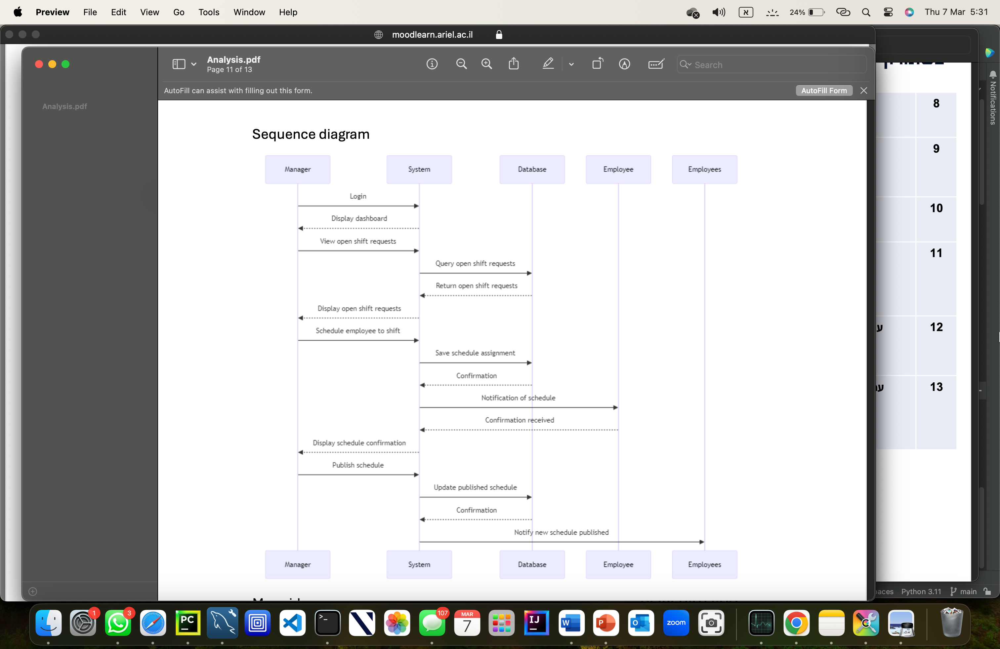 Preview File Edit View Go Tools Window Help
א 24% Thu 7 Mar 5:31
moodlearn.ariel.ac.il
Analysis.pdf
Page 11 of 13
Search
AutoFill can assist with filling out this form.
AutoFill Form
Analysis.pdf
Notifications
8
9
10
11
12
13
Sequence diagram
Manager System Database Employee Employees
Login
Display dashboard
View open shift requests
Query open shift requests
Return open shift requests
Display open shift requests
Schedule employee to shift
Save schedule assignment
Confirmation
Notification of schedule
Confirmation received
Display schedule confirmation
Publish schedule
Update published schedule
Confirmation
Notify new schedule published
Manager System Database Employee Employees
Python 3.11 main
1
3
PC
>_
107
MAR
7
IJ
W
P
O
zoom